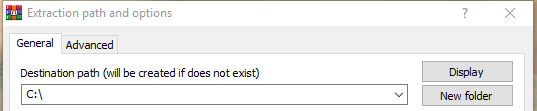 Extraction path and options
General Advanced
Destination path (will be created if does not exist) Display
C:\ New folder